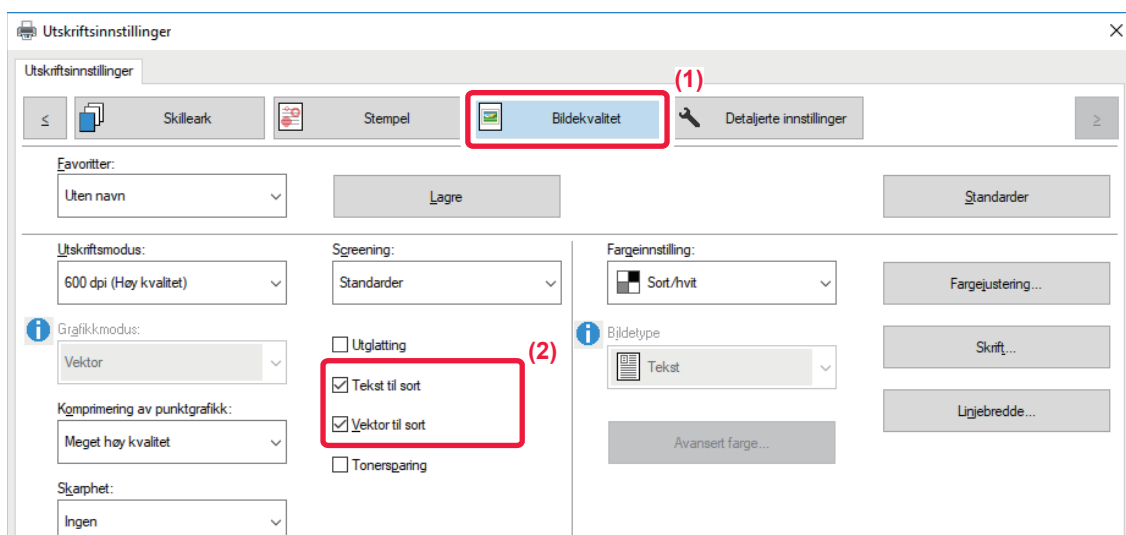 Utskriftsinnstillinger
Utskriftsinnstillinger
(1)
≤ Skilleark Stempel Bildekvalitet Detaljerte innstillinger ≥
Favoritter:
Uten navn Lagre Standarder
Utskriftsmodus: Screening: Fargeinnstilling:
600 dpi (Høy kvalitet) Standarder Sort/hvit Fargejustering...
Grafikkmodus: Utglatting Bildetype
(2)
Vektor Tekst til sort Tekst Skrift...
Komprimering av punktgrafikk: Vektor til sort Linjebredde...
Meget høy kvalitet Tonersparing Avansert farge...
Skarphet:
Ingen